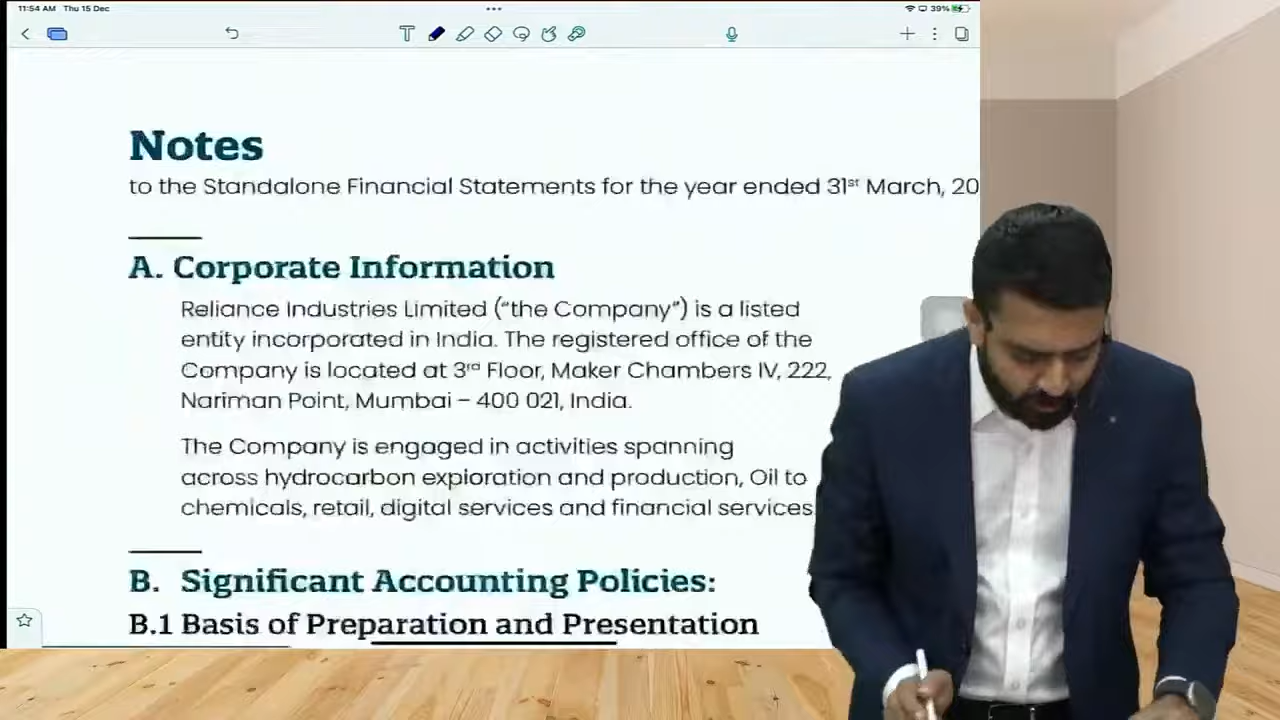 11:54 AM Thu 15 Dec
39%
Notes
to the Standalone Financial Statements for the year ended 31st March, 20
A. Corporate Information
Reliance Industries Limited (“the Company”) is a listed
entity incorporated in India. The registered office of the
Company is located at 3rd Floor, Maker Chambers IV, 222,
Nariman Point, Mumbai – 400 021, India.
The Company is engaged in activities spanning
across hydrocarbon exploration and production, Oil to
chemicals, retail, digital services and financial services
B. Significant Accounting Policies:
B.1 Basis of Preparation and Presentation